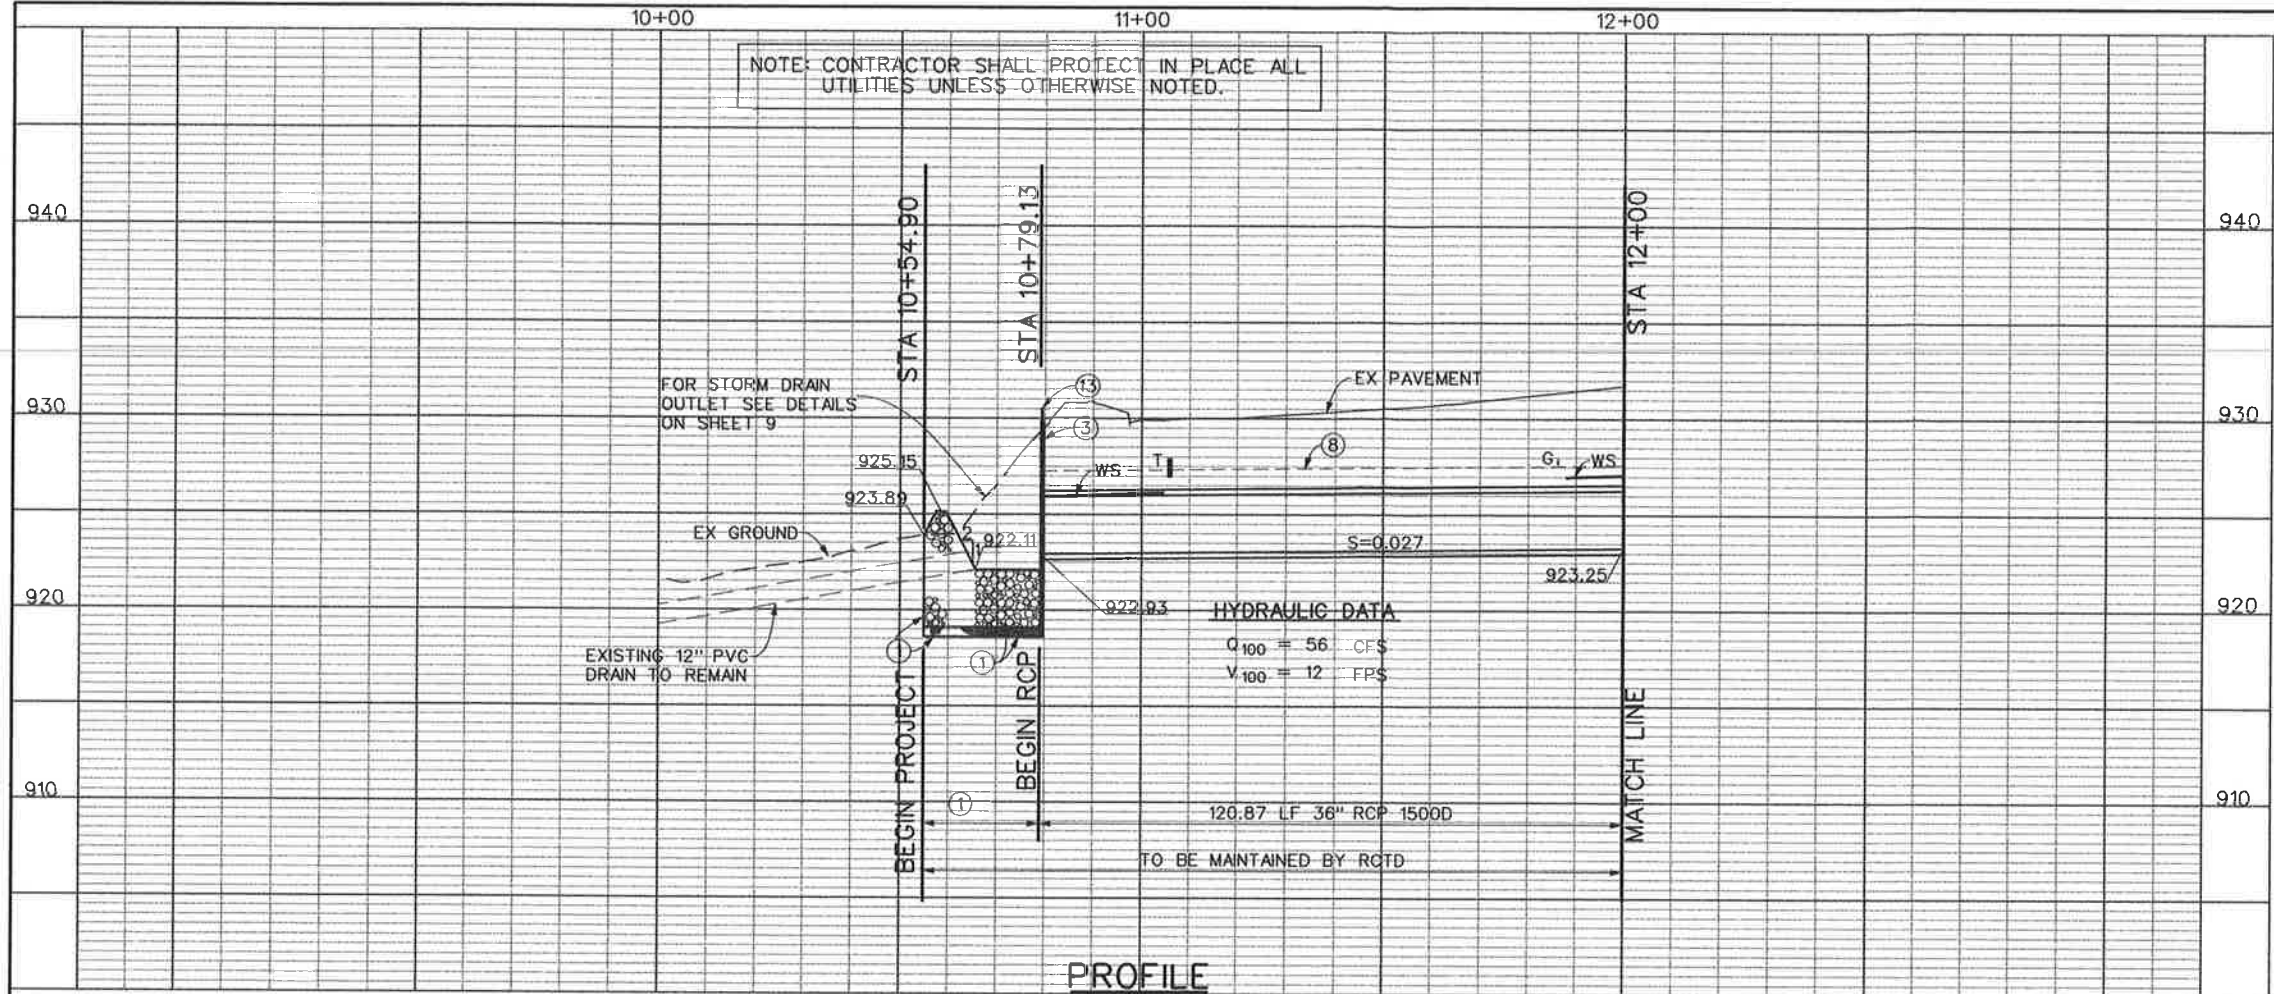 10+00 11+00 12+00
NOTE: CONTRACTOR SHALL PROTECT IN PLACE ALL
UTILITIES UNLESS OTHERWISE NOTED.
STA 10+54.90
STA 10+79.13
STA 12+00
940 940
FOR STORM DRAIN
OUTLET SEE DETAILS
ON SHEET 9
13
EX PAVEMENT
930 930
3
8
925.15
WS
T
G.
WS
923.89
EX GROUND
2
1
922.11
S=0.027
923.25
920 920
922.93
HYDRAULIC DATA
Q100 = 56 CFS
V100 = 12 FPS
EXISTING 12" PVC
DRAIN TO REMAIN
1
BEGIN PROJECT
BEGIN RCP
MATCH LINE
910 910
1
120.87 LF 36" RCP 1500D
TO BE MAINTAINED BY RCTD
PROFILE